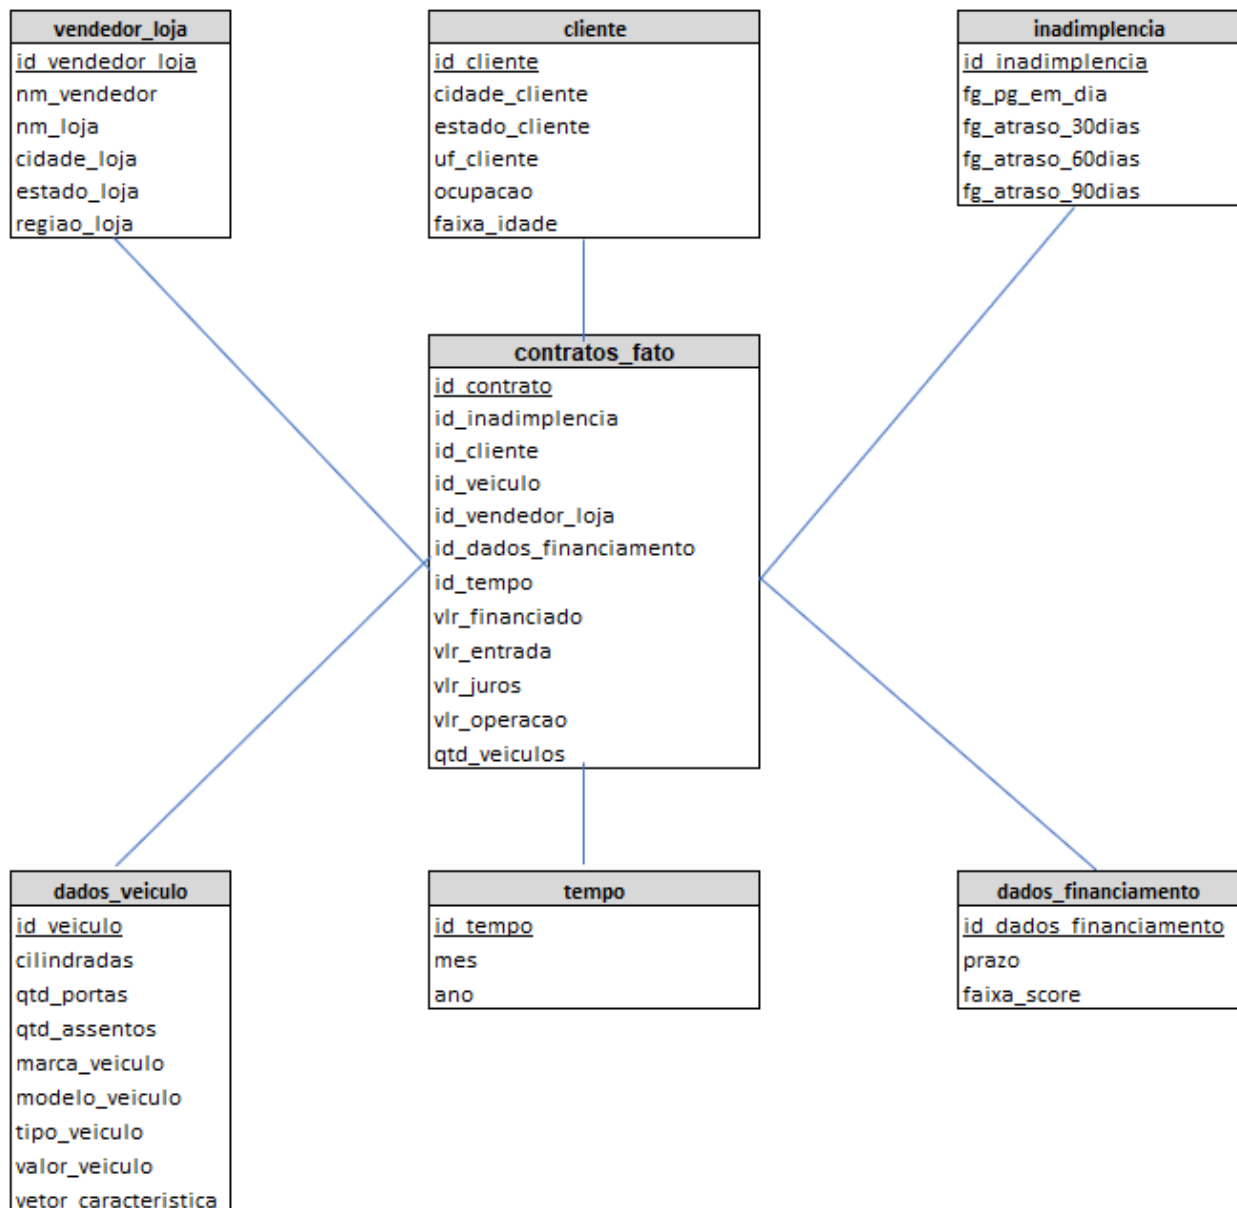 vendedor_loja
id_vendedor_loja
nm_vendedor
nm_loja
cidade_loja
estado_loja
regiao_loja
cliente
id_cliente
cidade_cliente
estado_cliente
uf_cliente
ocupacao
faixa_idade
inadimplencia
id_inadimplencia
fg_pg_em_dia
fg_atraso_30dias
fg_atraso_60dias
fg_atraso_90dias
contratos_fato
id_contrato
id_inadimplencia
id_cliente
id_veiculo
id_vendedor_loja
id_dados_financiamento
id_tempo
vlr_financiado
vlr_entrada
vlr_juros
vlr_operacao
qtd_veiculos
dados_veiculo
id_veiculo
cilindradas
qtd_portas
qtd_assentos
marca_veiculo
modelo_veiculo
tipo_veiculo
valor_veiculo
vetor_caracteristica
tempo
id_tempo
mes
ano
dados_financiamento
id_dados_financiamento
prazo
faixa_score